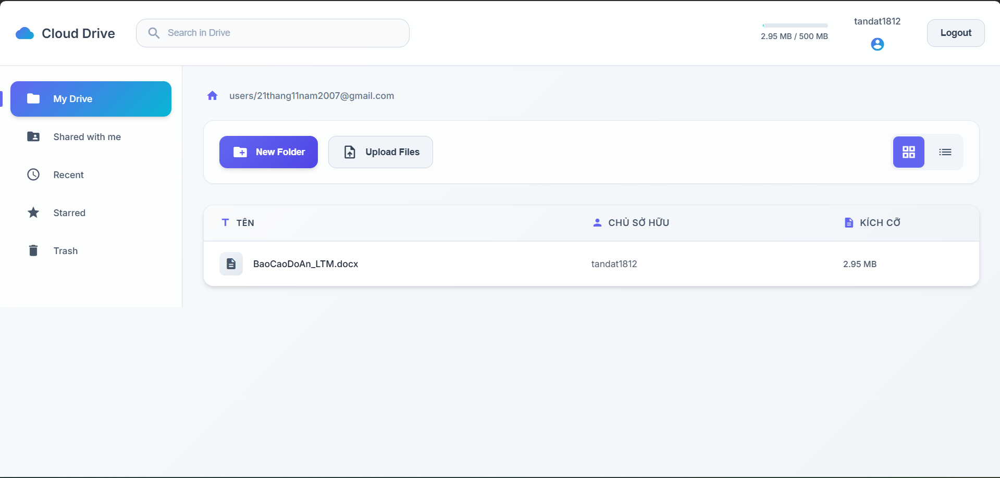 Cloud Drive
Search in Drive
2.95 MB / 500 MB
tandat1812
Logout
My Drive
Shared with me
Recent
Starred
Trash
users/21thang11nam2007@gmail.com
New Folder
Upload Files
TÊN CHỦ SỞ HỮU KÍCH CỠ
BaoCaoDoAn_LTM.docx tandat1812 2.95 MB